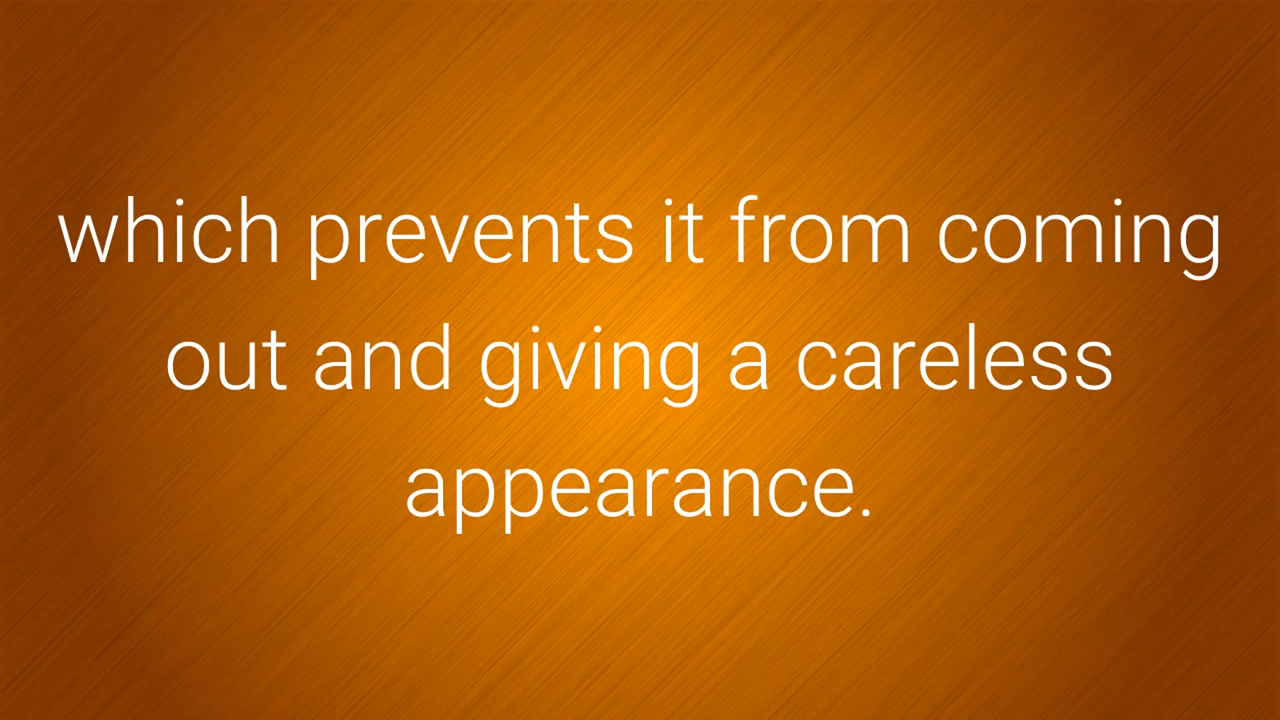 which prevents it from coming
out and giving a careless
appearance.